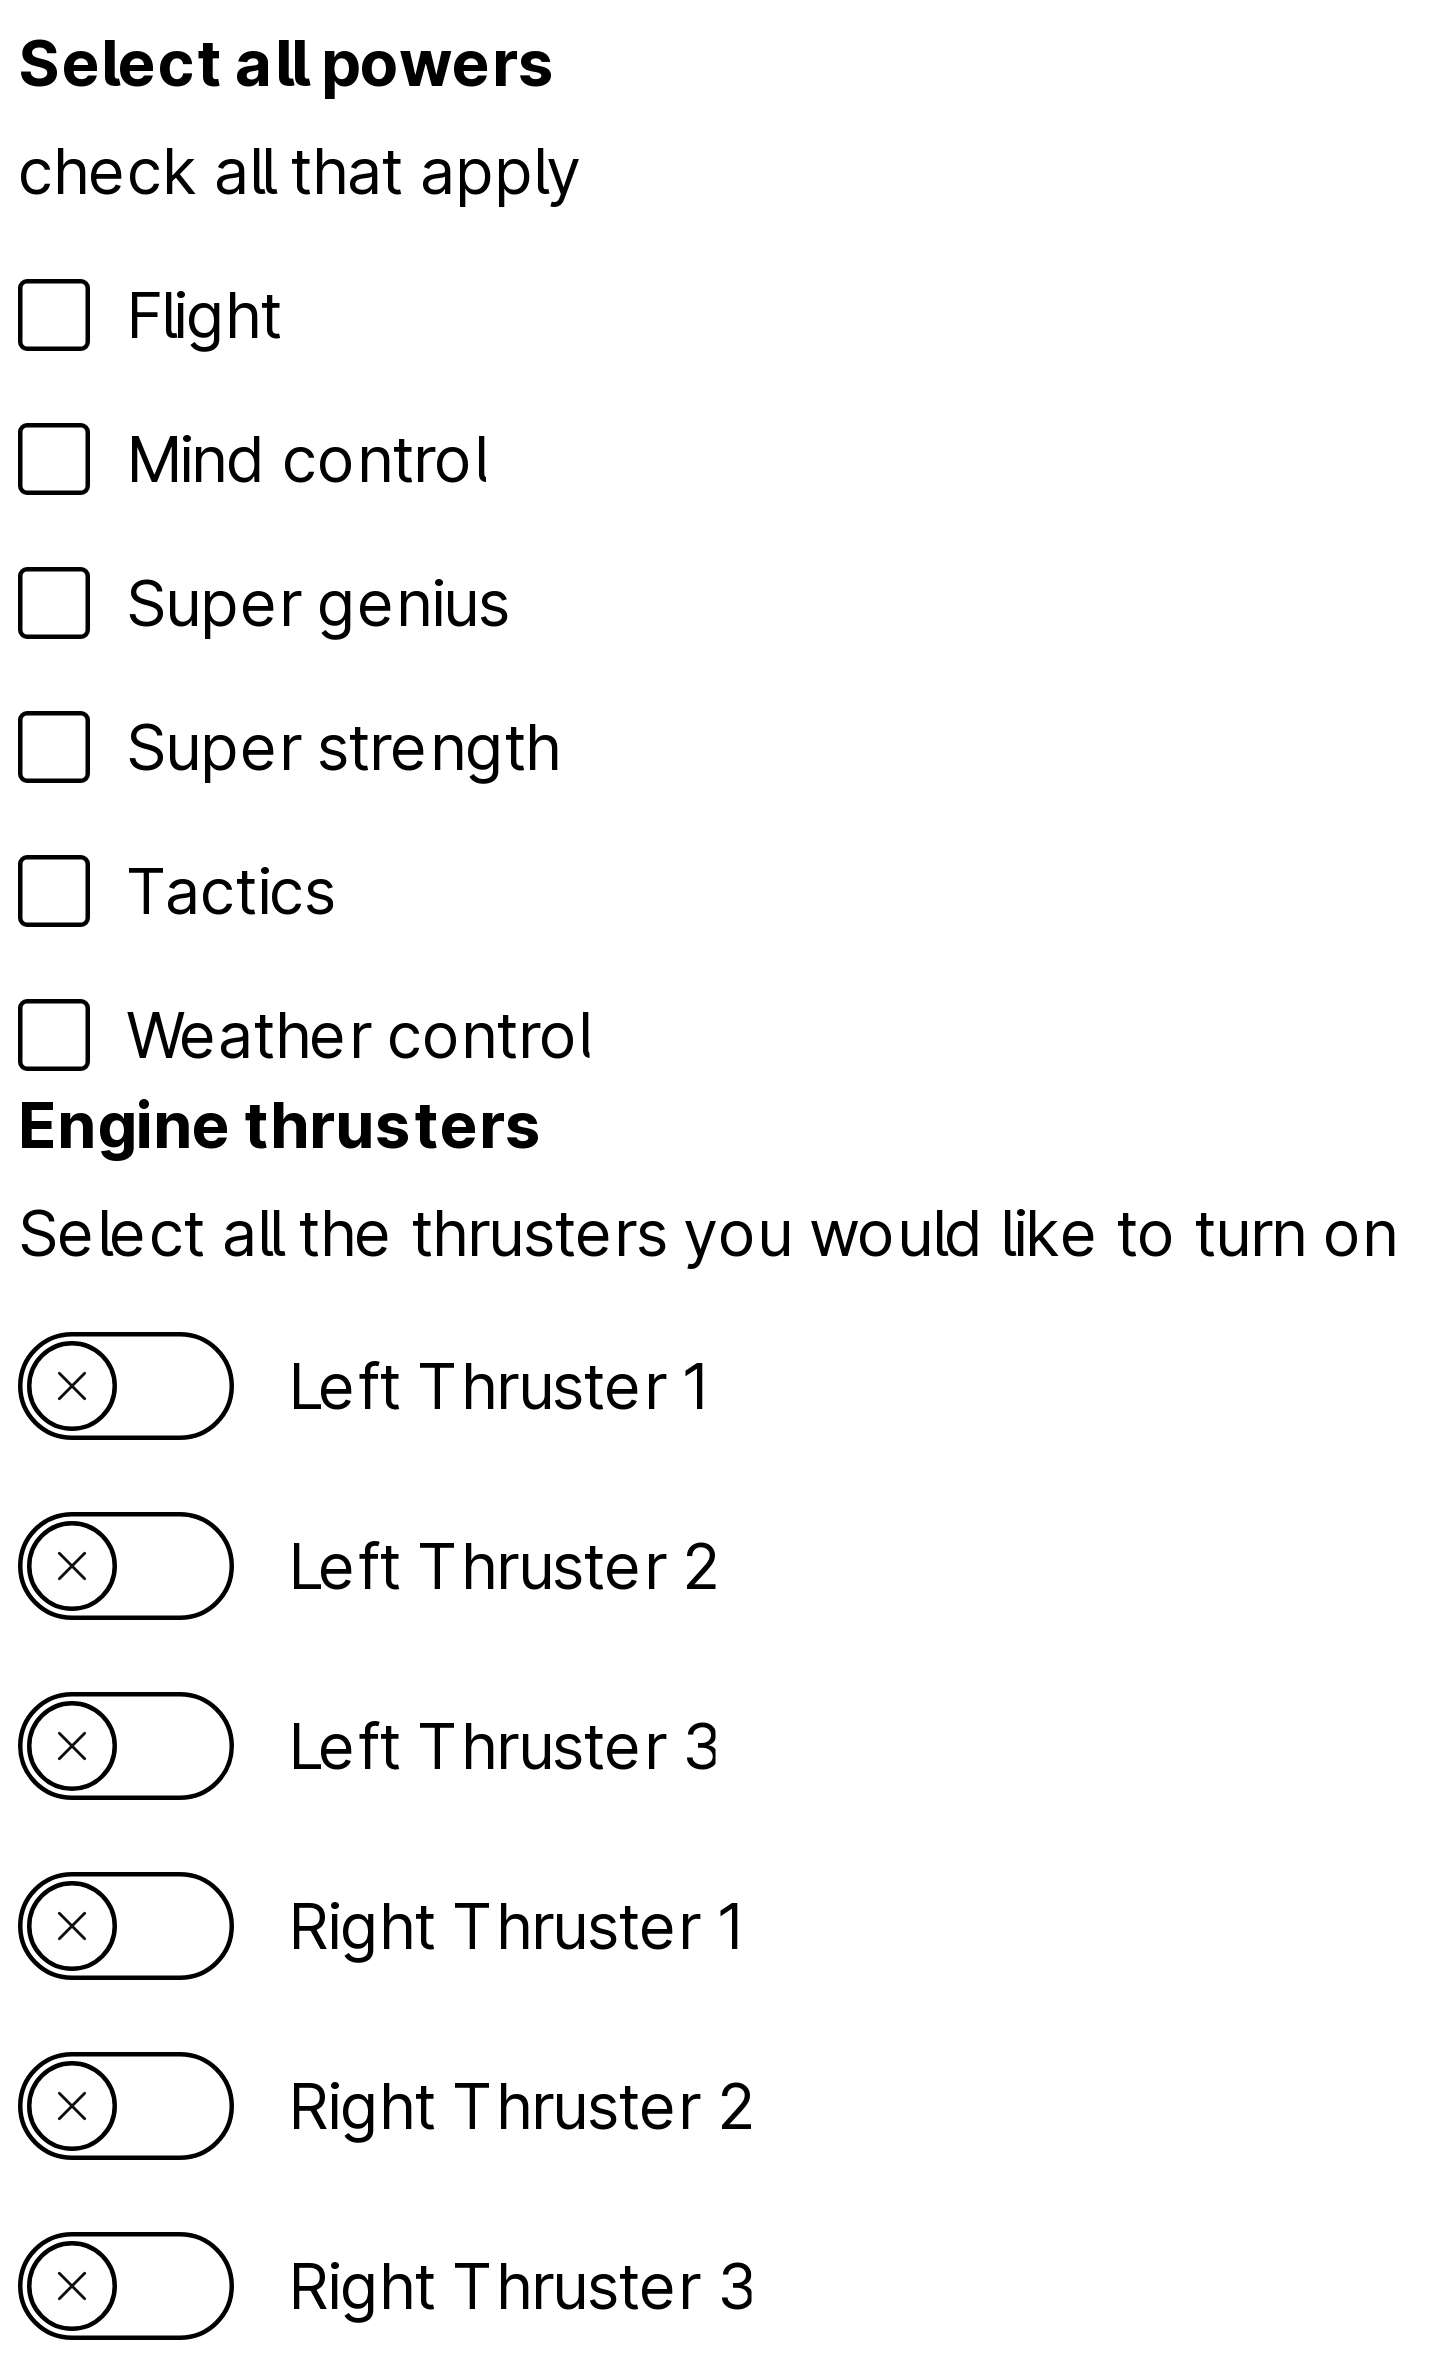 Select all powers
check all that apply
Flight
Mind control
Super genius
Super strength
Tactics
Weather control
Engine thrusters
Select all the thrusters you would like to turn on
Left Thruster 1
Left Thruster 2
Left Thruster 3
Right Thruster 1
Right Thruster 2
Right Thruster 3